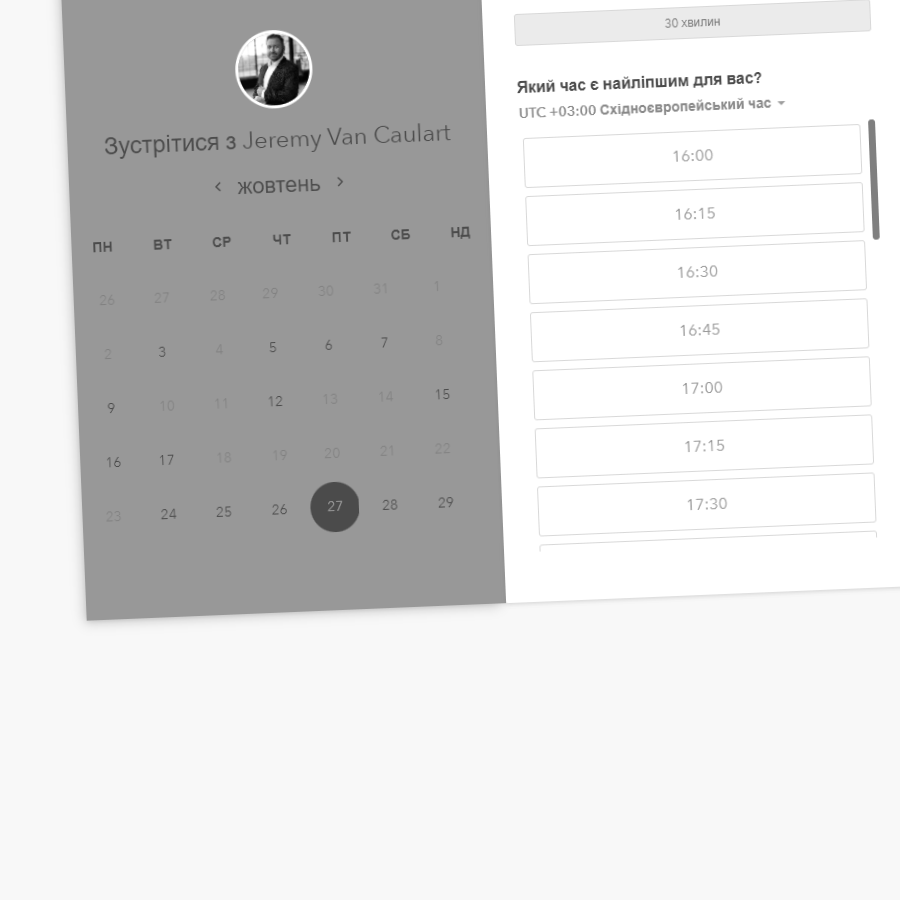 Зустрітися з Jeremy Van Caulart
‹ жовтень ›
ПН ВТ СР ЧТ ПТ СБ НД
26 27 28 29 30 31 1
2 3 4 5 6 7 8
9 10 11 12 13 14 15
16 17 18 19 20 21 22
23 24 25 26 27 28 29
30 хвилин
Який час є найліпшим для вас?
UTC +03:00 Східноєвропейський час
16:00
16:15
16:30
16:45
17:00
17:15
17:30